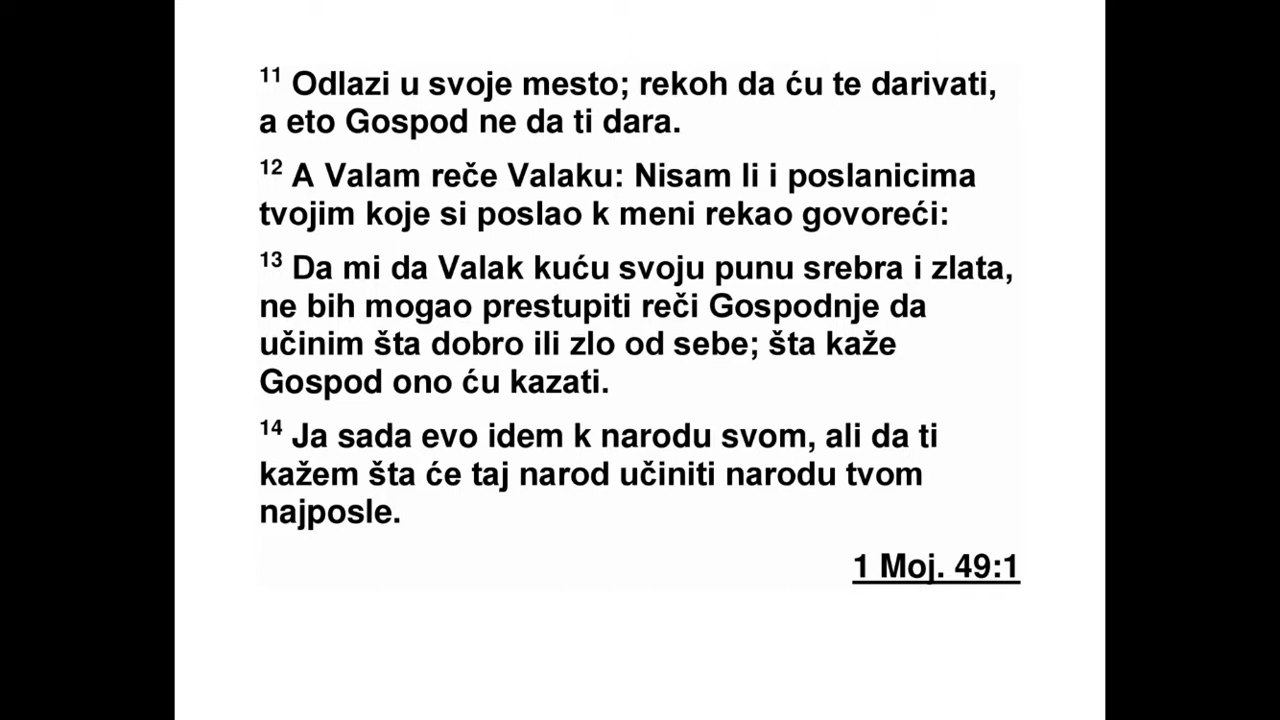 11 Odlazi u svoje mesto; rekoh da ću te darivati,
a eto Gospod ne da ti dara.
12 A Valam reče Valaku: Nisam li i poslanicima
tvojim koje si poslao k meni rekao govoreći:
13 Da mi da Valak kuću svoju punu srebra i zlata,
ne bih mogao prestupiti reči Gospodnje da
učinim šta dobro ili zlo od sebe; šta kaže
Gospod ono ću kazati.
14 Ja sada evo idem k narodu svom, ali da ti
kažem šta će taj narod učiniti narodu tvom
najposle.
1 Moj. 49:1